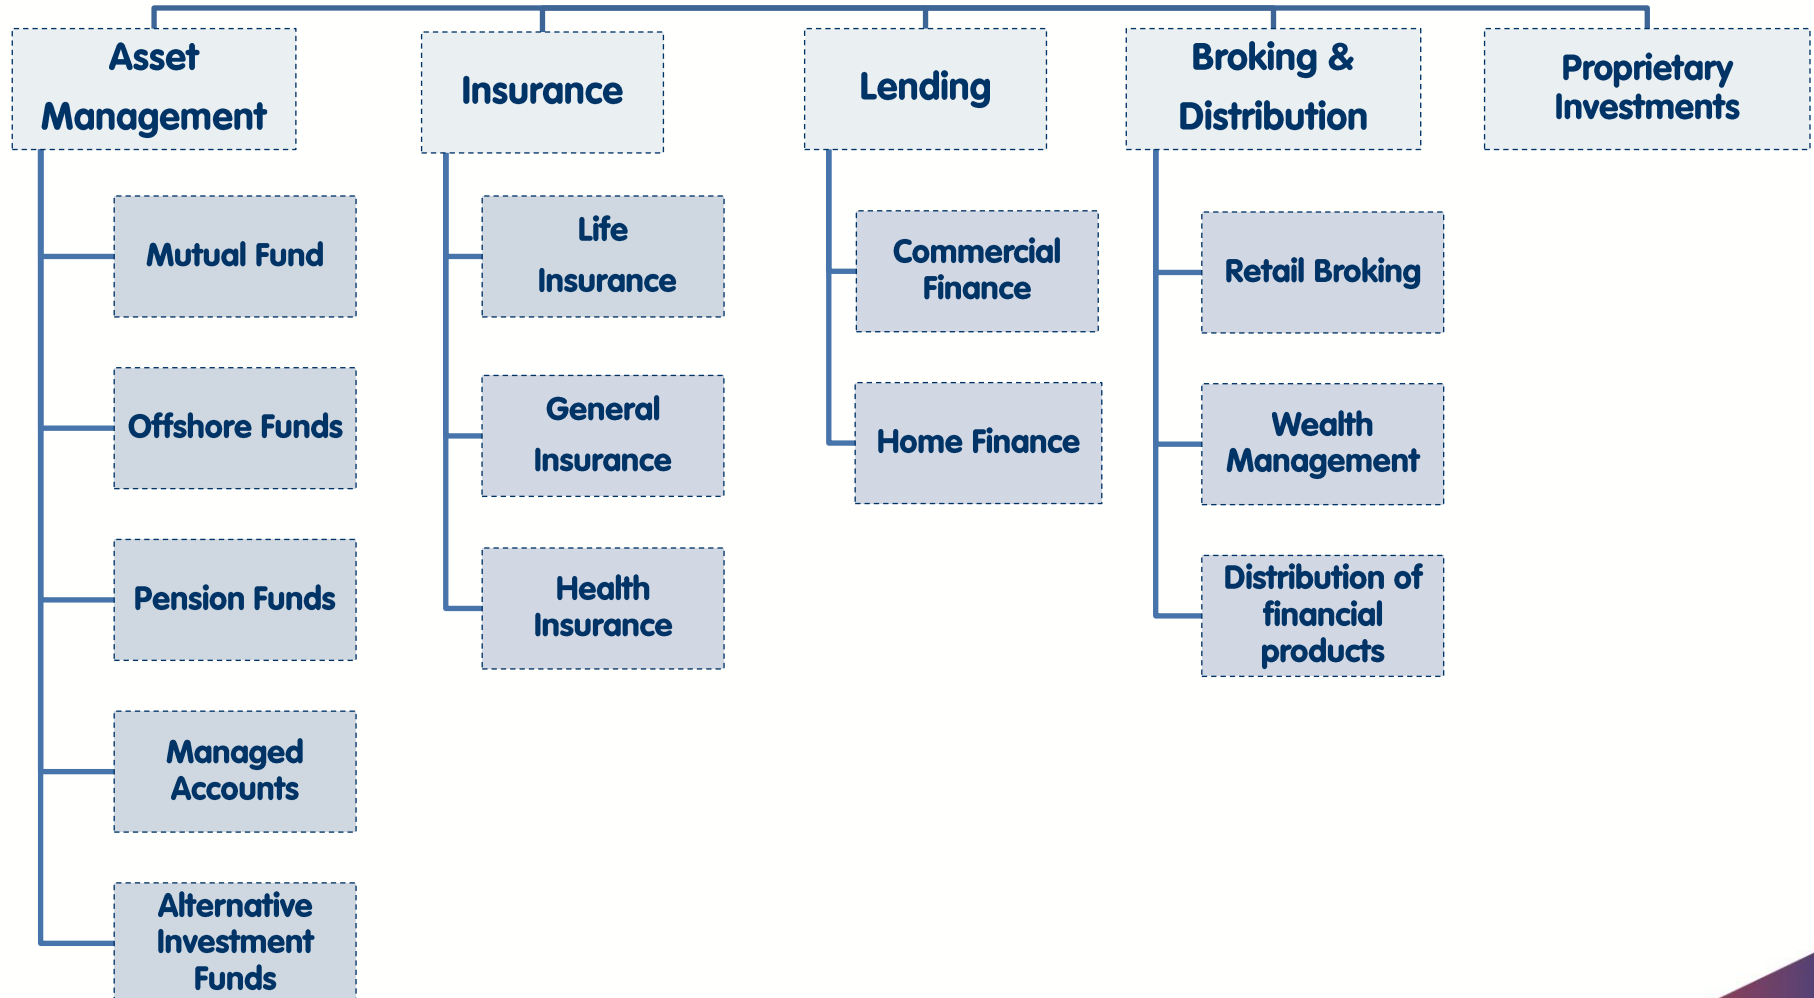 Asset
Management
Insurance
Lending
Broking &
Distribution
Proprietary
Investments
Mutual Fund
Offshore Funds
Pension Funds
Managed
Accounts
Alternative
Investment
Funds
Life
Insurance
General
Insurance
Health
Insurance
Commercial
Finance
Home Finance
Retail Broking
Wealth
Management
Distribution of
financial
products